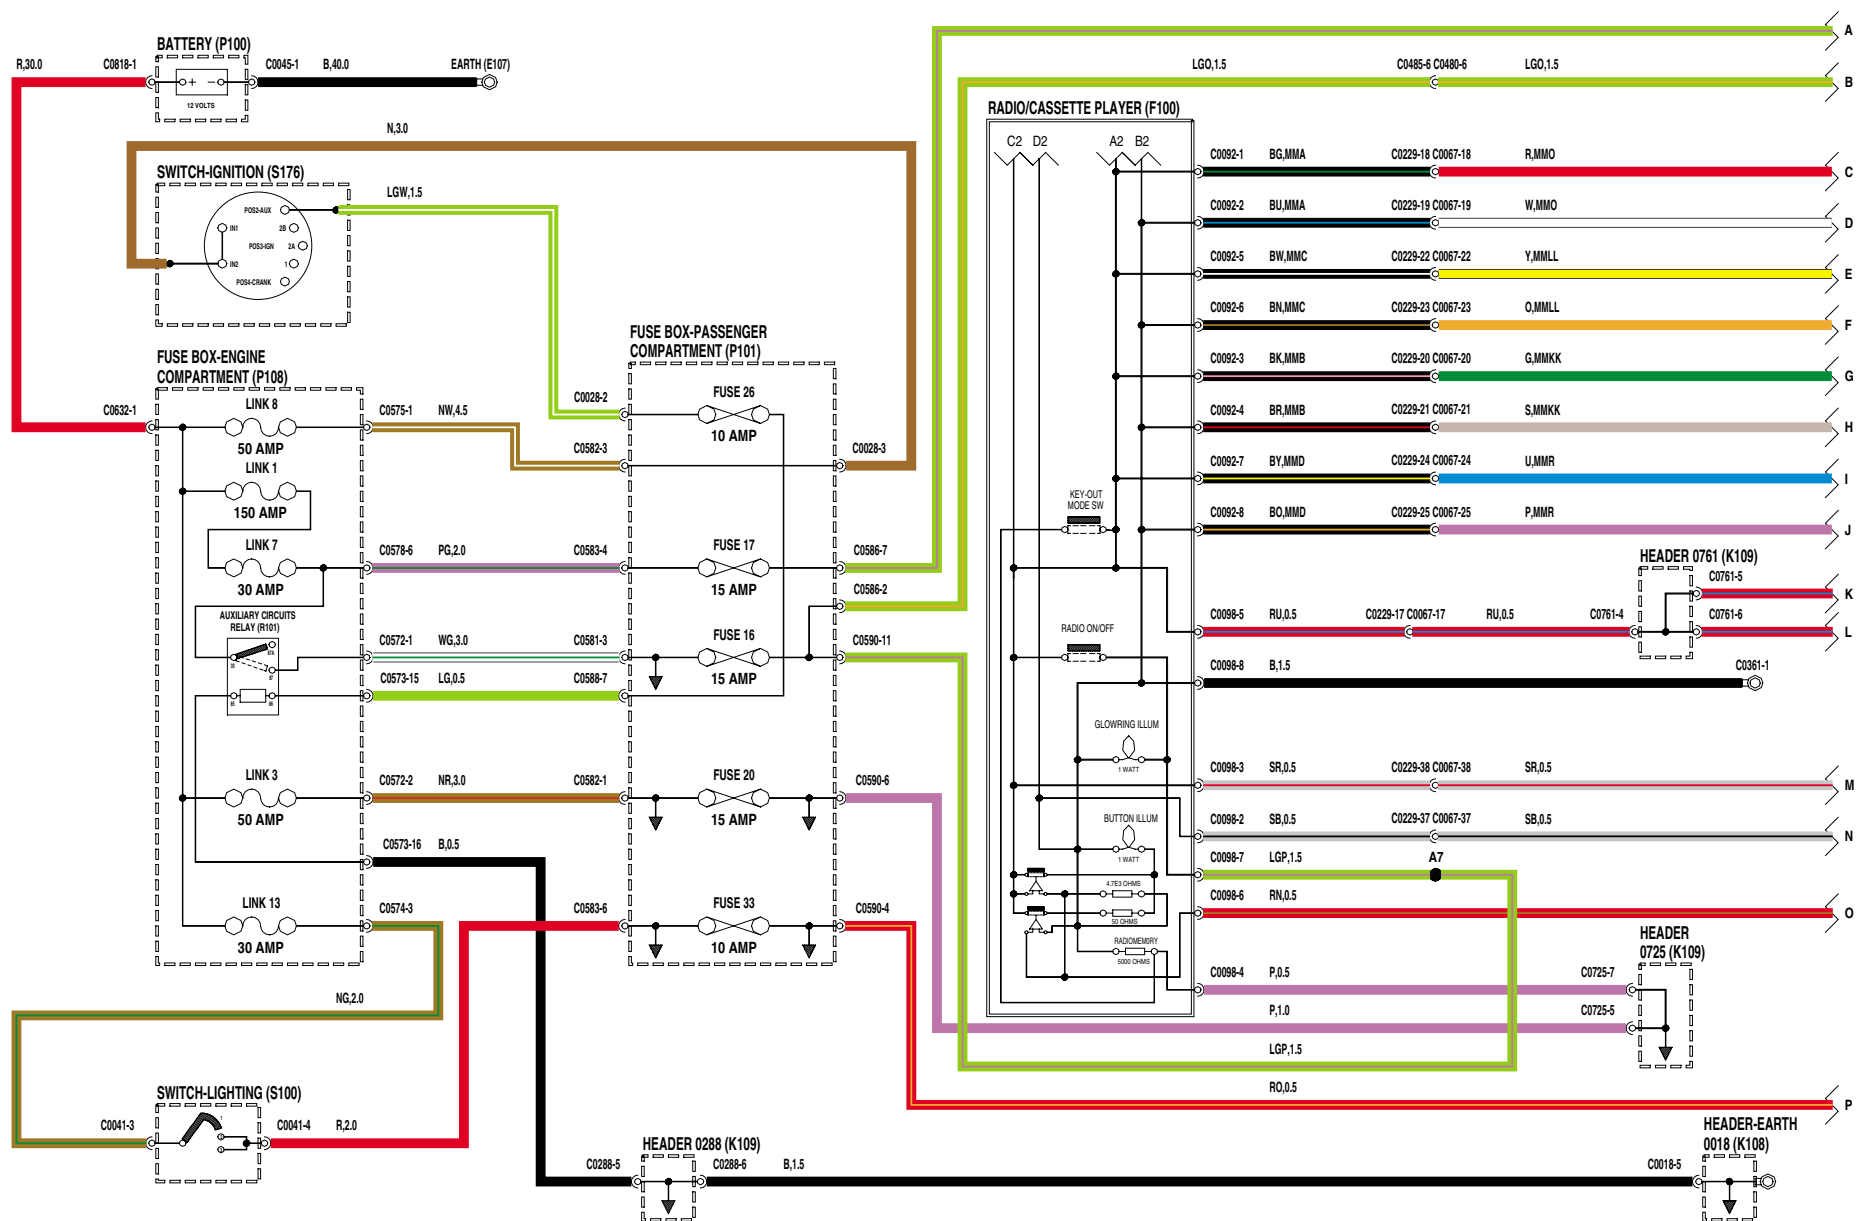 A
BATTERY (P100)
R,30.0
C0818-1
C0045-1
B,40.0
EARTH (E107)
+ −
12 VOLTS
LGO,1.5
C0485-6 C0480-6
LGO,1.5
B
RADIO/CASSETTE PLAYER (F100)
N,3.0
C2 D2 A2 B2
SWITCH-IGNITION (S176)
LGW,1.5
POS2-AUX
IN1
2B
POS3-IGN
2A
IN2
1
POS4-CRANK
C0092-1 BG,MMA C0229-18 C0067-18 R,MMO C
C0092-2 BU,MMA C0229-19 C0067-19 W,MMO D
C0092-5 BW,MMC C0229-22 C0067-22 Y,MMLL E
C0092-6 BN,MMC C0229-23 C0067-23 O,MMLL F
C0092-3 BK,MMB C0229-20 C0067-20 G,MMKK G
C0092-4 BR,MMB C0229-21 C0067-21 S,MMKK H
C0092-7 BY,MMD C0229-24 C0067-24 U,MMR I
C0092-8 BO,MMD C0229-25 C0067-25 P,MMR J
FUSE BOX-ENGINE
COMPARTMENT (P108)
FUSE BOX-PASSENGER
COMPARTMENT (P101)
C0632-1
LINK 8
50 AMP
C0575-1
NW,4.5
C0028-2
C0582-3
FUSE 26
10 AMP
C0028-3
LINK 1
150 AMP
LINK 7
30 AMP
C0578-6
PG,2.0
C0583-4
FUSE 17
15 AMP
C0586-7
C0586-2
KEY-OUT
MODE SW
HEADER 0761 (K109)
C0761-5
K
AUXILIARY CIRCUITS
RELAY (R101)
87A
30
87
85
86
C0572-1
WG,3.0
C0581-3
FUSE 16
15 AMP
C0590-11
C0573-15
LG,0.5
C0588-7
RADIO ON/OFF
C0098-5 RU,0.5 C0229-17 C0067-17 RU,0.5 C0761-4 C0761-6 L
C0098-8 B,1.5 C0361-1
GLOWRING ILLUM
1 WATT
LINK 3
50 AMP
C0572-2
NR,3.0
C0582-1
FUSE 20
15 AMP
C0590-6
C0098-3 SR,0.5 C0229-38 C0067-38 SR,0.5 M
BUTTON ILLUM
1 WATT
C0098-2 SB,0.5 C0229-37 C0067-37 SB,0.5 N
C0573-16
B,0.5
C0098-7 LGP,1.5 A7
4.7E3 OHMS
50 OHMS
C0098-6 RN,0.5 O
LINK 13
30 AMP
C0574-3
C0583-6
FUSE 33
10 AMP
C0590-4
RADIOMEMORY
5000 OHMS
HEADER
0725 (K109)
C0098-4 P,0.5 C0725-7
NG,2.0
P,1.0 C0725-5
LGP,1.5
RO,0.5
P
SWITCH-LIGHTING (S100)
C0041-3
C0041-4
R,2.0
HEADER 0288 (K109)
C0288-5
C0288-6
B,1.5
HEADER-EARTH
0018 (K108)
C0018-5